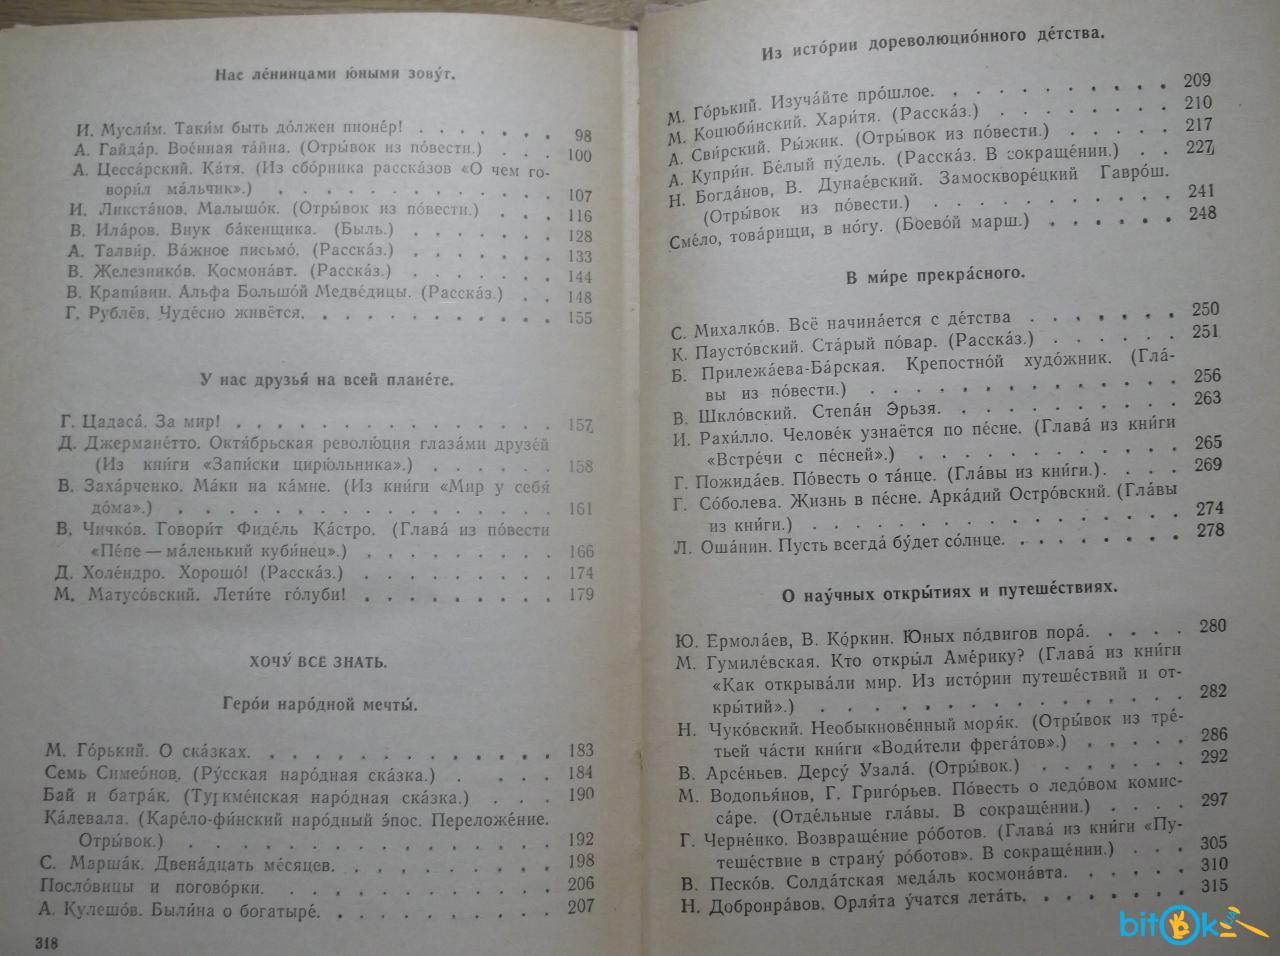 Нас ле́нинцами ю́ными зову́т.
И. Мусли́м. Таки́м быть до́лжен пионе́р! . . . . . . . 98
А. Гайда́р. Вое́нная та́йна. (Отры́вок из по́вести.) . . . 100
А. Цесса́рский. Ка́тя. (Из сбо́рника расска́зов «О чем го-
вори́л ма́льчик».) . . . . . . . . . . . . 107
И. Ликста́нов. Малышо́к. (Отры́вок из по́вести.) . . . . 116
В. Ила́ров. Внук ба́кенщика. (Быль.) . . . . . . . 128
А. Талви́р. Ва́жное письмо́. (Расска́з.) . . . . . . . 133
В. Железнико́в. Космона́вт. (Расска́з.) . . . . . . . 144
В. Крапи́вин. Альфа Большо́й Медве́дицы. (Расска́з.) . . 148
Г. Рублёв. Чуде́сно живётся. . . . . . . . . . . . 155
У нас друзья́ на всей плане́те.
Г. Цадаса́. За мир! . . . . . . . . . . . . . . . 157
Д. Джермане́тто. Октя́брьская револю́ция глаза́ми друзе́й
(Из кни́ги «Запи́ски цирю́льника».) . . . . . . 158
В. Заха́рченко. Ма́ки на ка́мне. (Из кни́ги «Мир у себя́
до́ма».) . . . . . . . . . . . . . . . . 161
В. Чичко́в. Говори́т Фиде́ль Ка́стро. (Глава́ из по́вести
«Пе́пе — ма́ленький куби́нец».) . . . . . . . . . 166
Д. Холе́ндро. Хорошо́! (Расска́з.) . . . . . . . . . 174
М. Матусо́вский. Лети́те го́луби! . . . . . . . . . 179
ХОЧУ́ ВСЕ ЗНАТЬ.
Геро́и наро́дной мечты́.
М. Го́рький. О ска́зках. . . . . . . . . . . . . . 183
Семь Симео́нов. (Ру́сская наро́дная ска́зка.) . . . . . 184
Бай и батра́к. (Туркме́нская наро́дная ска́зка.) . . . . 190
Ка́левала. (Каре́ло-фи́нский наро́дный э́пос. Переложе́ние.
Отры́вок.) . . . . . . . . . . . . . . . . 192
С. Марша́к. Двена́дцать ме́сяцев. . . . . . . . . . 198
Посло́вицы и погово́рки. . . . . . . . . . . . . 206
А. Кулешо́в. Были́на о богатыре́. . . . . . . . . . . 207
318
Из исто́рии дореволюцио́нного де́тства.
М. Го́рький. Изуча́йте про́шлое. . . . . . . . . . . 209
М. Коцюби́нский. Хари́тя. (Расска́з.) . . . . . . . . 210
А. Сви́рский. Ры́жик. (Отры́вок из по́вести.) . . . . . 217
А. Купри́н. Бе́лый пу́дель. (Расска́з. В сокраще́нии.) . . 227
Н. Богда́нов, В. Дунае́вский. Замоскворе́цкий Гавро́ш.
(Отры́вок из по́вести.) . . . . . . . . . . . 241
Сме́ло, това́рищи, в но́гу. (Боево́й марш.) . . . . . . 248
В ми́ре прекра́сного.
С. Михалко́в. Всё начина́ется с де́тства . . . . . . . . 250
К. Паусто́вский. Ста́рый по́вар. (Расска́з.) . . . . . . 251
Б. Прилежа́ева-Ба́рская. Крепостно́й худо́жник. (Гла́-
вы из по́вести.) . . . . . . . . . . . . . . 256
В. Шкло́вский. Степа́н Э́рьзя. . . . . . . . . . . . 263
И. Рахи́лло. Челове́к узнаётся по пе́сне. (Глава́ из кни́ги
«Встре́чи с пе́сней».) . . . . . . . . . . . . 265
Г. Пожида́ев. По́весть о та́нце. (Гла́вы из кни́ги.). . . . 269
Г. Со́болева. Жизнь в пе́сне. Арка́дий Остро́вский. (Гла́вы
из кни́ги.) . . . . . . . . . . . . . . . . 274
Л. Оша́нин. Пусть всегда́ бу́дет со́лнце. . . . . . . . . 278
О нау́чных откры́тиях и путеше́ствиях.
Ю. Ермола́ев, В. Ко́ркин. Ю́ных по́двигов пора́. . . . . 280
М. Гумиле́вская. Кто откры́л Аме́рику? (Глава́ из кни́ги
«Как открыва́ли мир. Из исто́рии путеше́ствий и от-
кры́тий».) . . . . . . . . . . . . . . . . 282
Н. Чуко́вский. Необыкнове́нный моря́к. (Отры́вок из тре́-
тьей ча́сти кни́ги «Води́тели фрега́тов».) . . . . . 286
В. Арсе́ньев. Дерсу́ Узала́. (Отры́вок.) . . . . . . . 292
М. Водопья́нов, Г. Григо́рьев. По́весть о ледо́вом комис-
са́ре. (Отде́льные гла́вы. В сокраще́нии.) . . . . 297
Г. Черне́нко. Возвраще́ние ро́ботов. (Глава́ из кни́ги «Пу-
теше́ствие в страну́ ро́ботов». В сокраще́нии.) . . . 305
В. Песко́в. Солда́тская меда́ль космона́вта. . . . . . . 310
Н. Добронра́вов. Орля́та у́чатся лета́ть. . . . . . . . 315